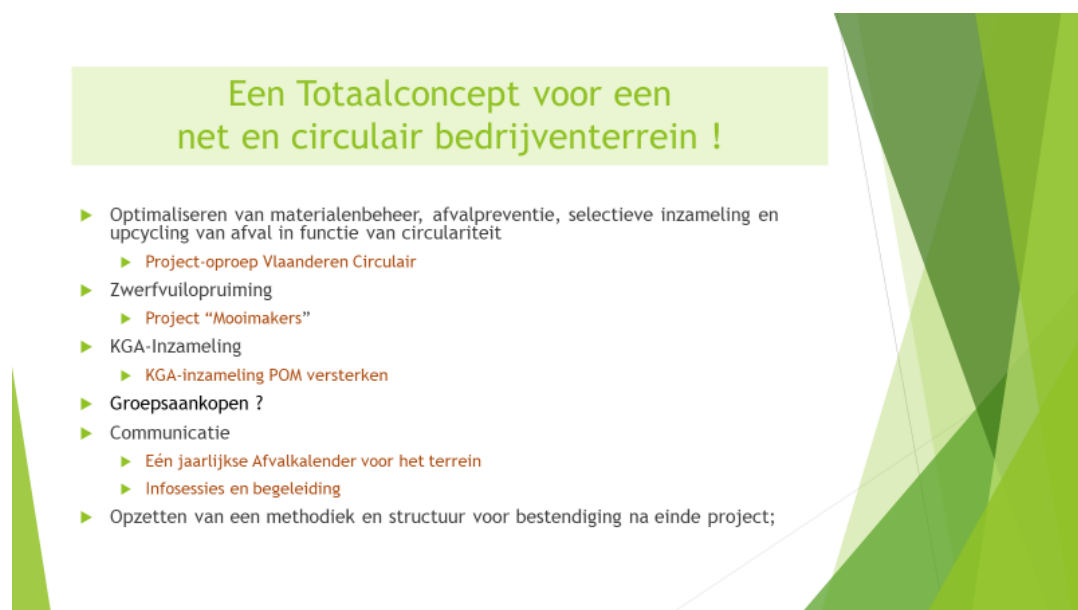 Een Totaalconcept voor een
net en circulair bedrijventerrein !
Optimaliseren van materialenbeheer, afvalpreventie, selectieve inzameling en
upcycling van afval in functie van circulariteit
Project-oproep Vlaanderen Circulair
Zwerfvuilopruiming
Project “Mooimakers”
KGA-Inzameling
KGA-inzameling POM versterken
Groepsaankopen ?
Communicatie
Eén jaarlijkse Afvalkalender voor het terrein
Infosessies en begeleiding
Opzetten van een methodiek en structuur voor bestendiging na einde project;